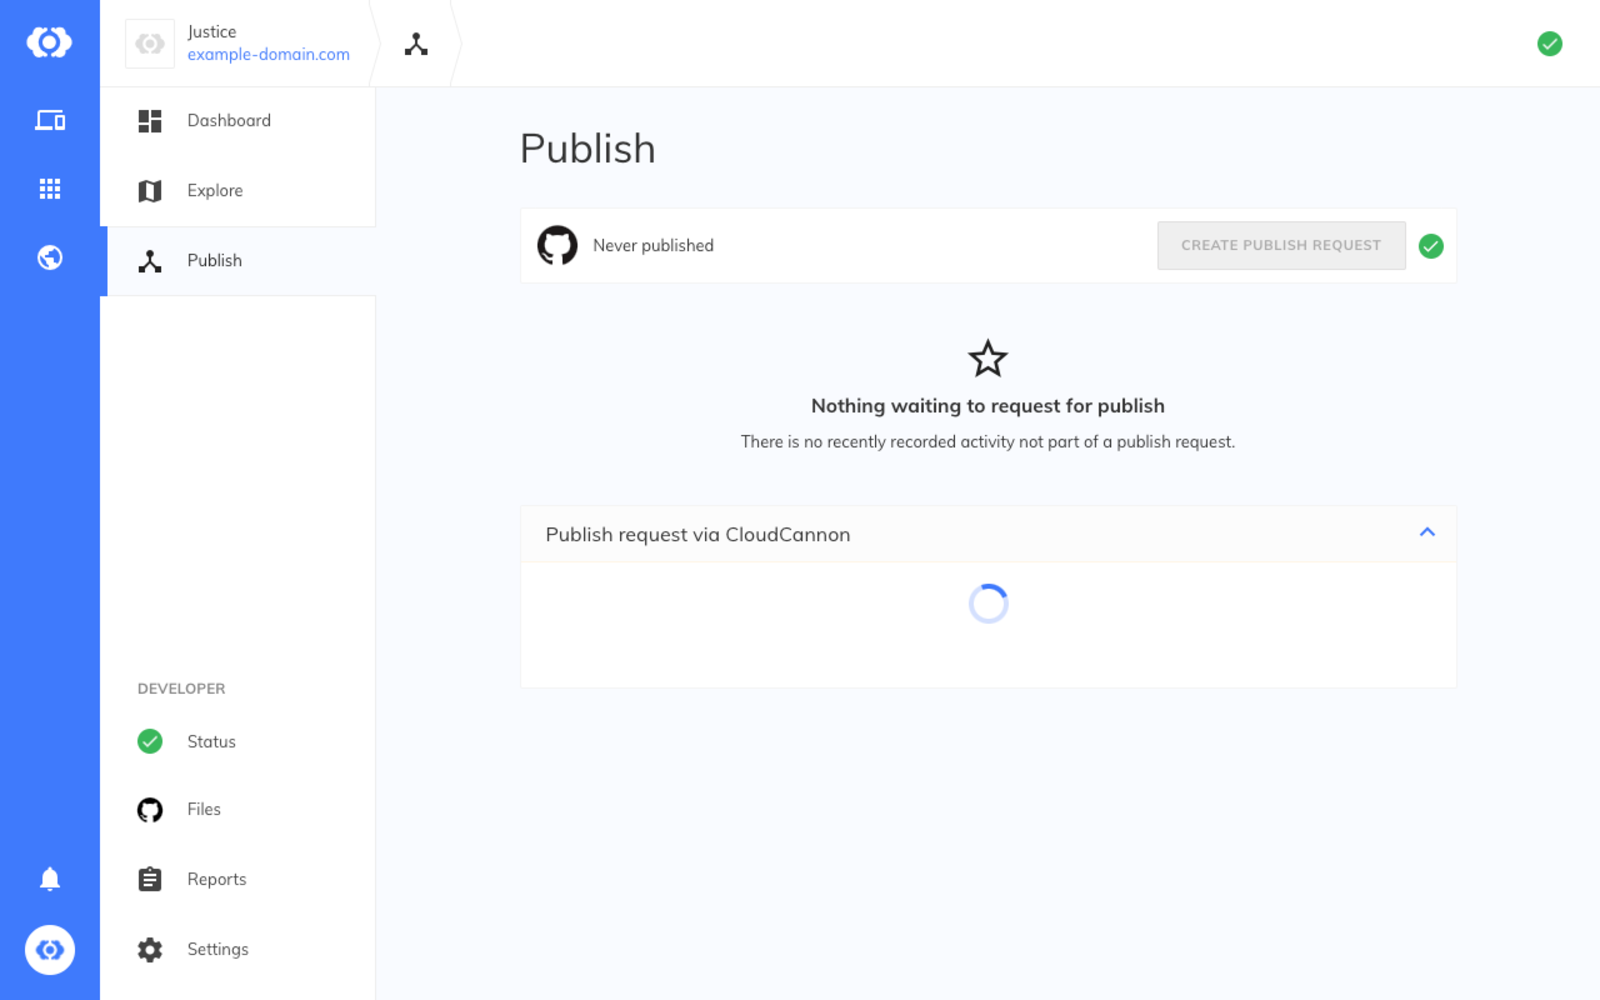 Justice
example-domain.com
Dashboard
Explore
Publish
DEVELOPER
Status
Files
Reports
Settings
Publish
Never published
CREATE PUBLISH REQUEST
Nothing waiting to request for publish
There is no recently recorded activity not part of a publish request.
Publish request via CloudCannon